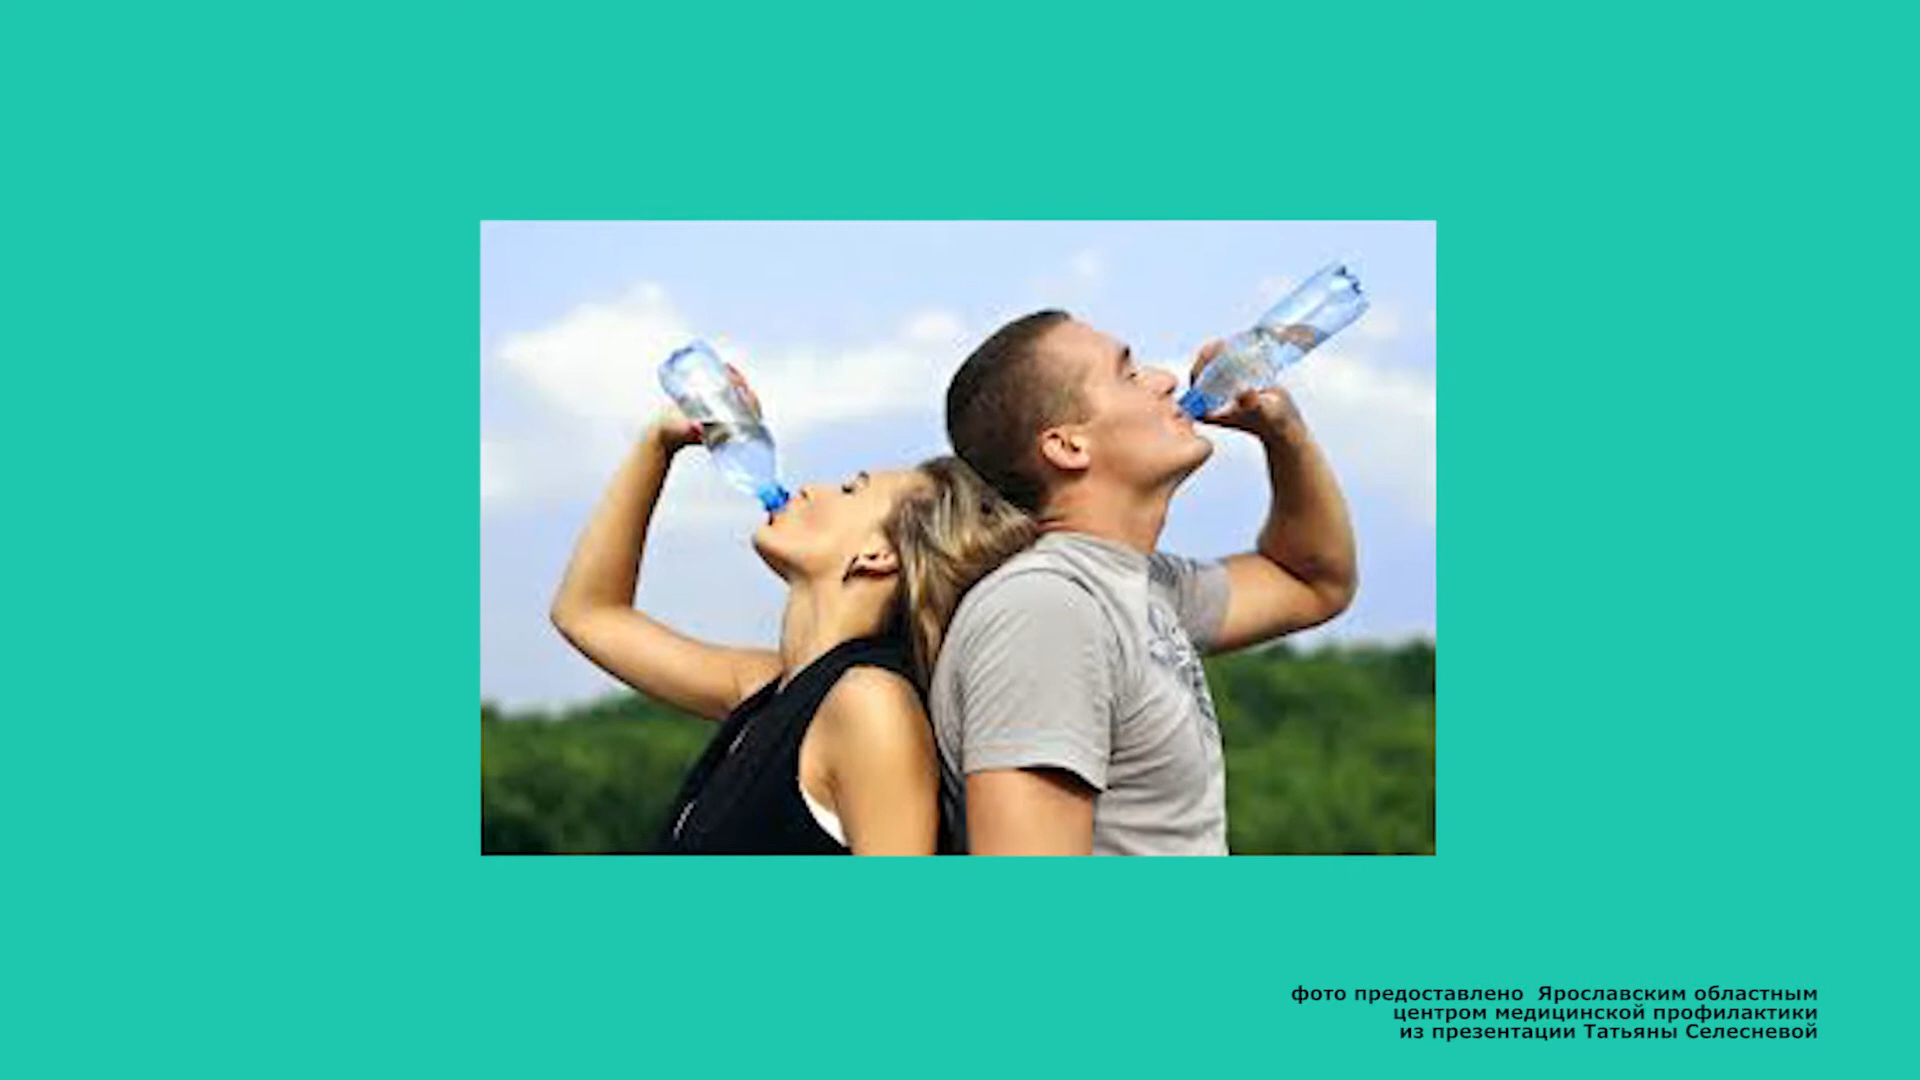 фото предоставлено Ярославским областным
центром медицинской профилактики
из презентации Татьяны Селесневой